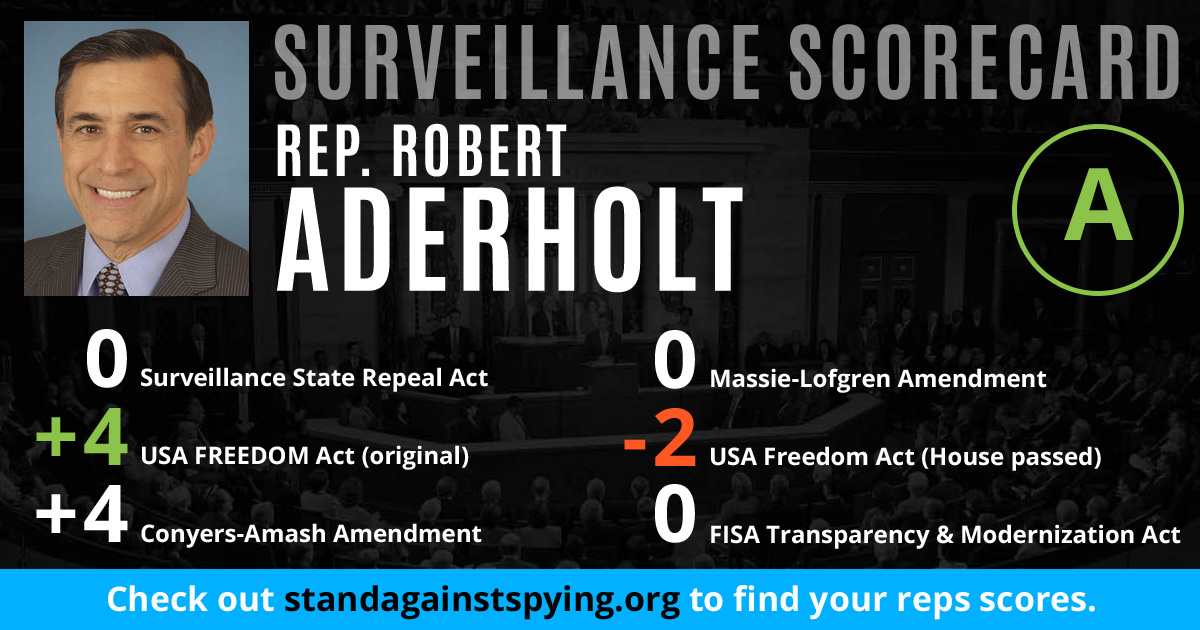 SURVEILLANCE SCORECARD
REP. ROBERT
ADERHOLT
A
0 Surveillance State Repeal Act
+4 USA FREEDOM Act (original)
+4 Conyers-Amash Amendment
0 Massie-Lofgren Amendment
-2 USA Freedom Act (House passed)
0 FISA Transparency & Modernization Act
Check out standagainstspying.org to find your reps scores.